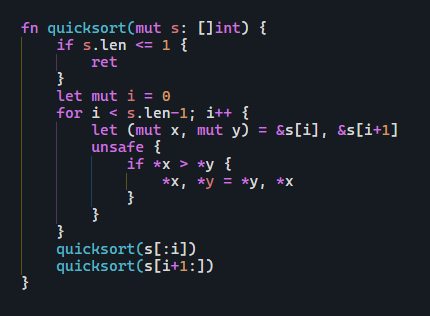 fn quicksort(mut s: []int) {
    if s.len <= 1 {
        ret
    }
    let mut i = 0
    for i < s.len-1; i++ {
        let (mut x, mut y) = &s[i], &s[i+1]
        unsafe {
            if *x > *y {
                *x, *y = *y, *x
            }
        }
    }
    quicksort(s[:i])
    quicksort(s[i+1:])
}